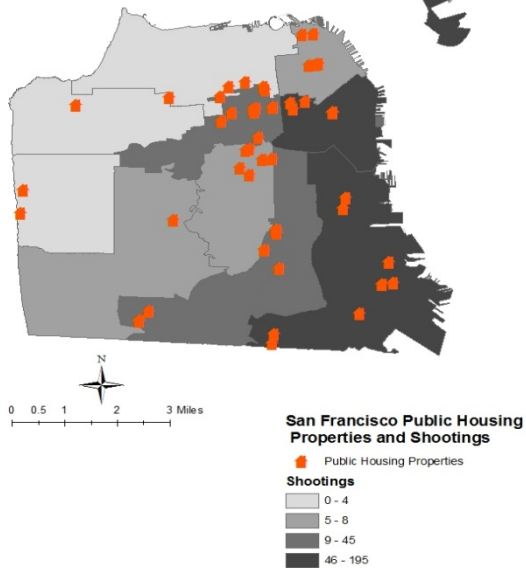 N
0 0.5 1 2 3 Miles
San Francisco Public Housing
Properties and Shootings
Public Housing Properties
Shootings
0 - 4
5 - 8
9 - 45
46 - 195